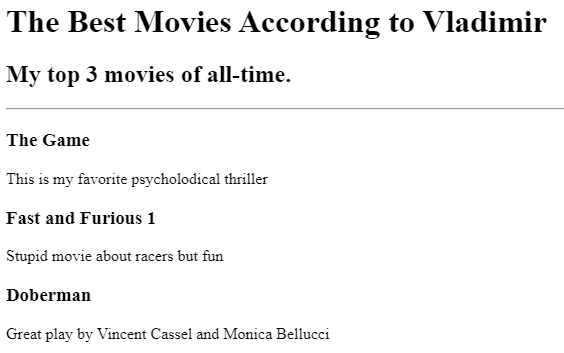 The Best Movies According to Vladimir
My top 3 movies of all-time.
The Game
This is my favorite psycholodical thriller
Fast and Furious 1
Stupid movie about racers but fun
Doberman
Great play by Vincent Cassel and Monica Bellucci